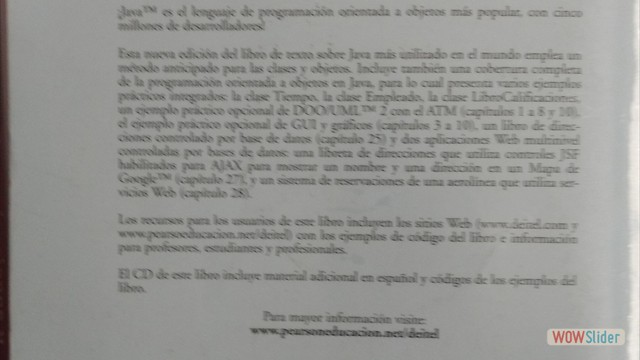 ¡Java™ es el lenguaje de programación orientada a objetos más popular, con cinco
millones de desarrolladores!
Esta nueva edición del libro de texto sobre Java más utilizado en el mundo emplea un
método anticipado para las clases y objetos. Incluye también una cobertura completa
de la programación orientada a objetos en Java, para lo cual presenta varios ejemplos
prácticos integrados: la clase Tiempo, la clase Empleado, la clase LibroCalificaciones,
un ejemplo práctico opcional de DOO/UML™ 2 con el ATM (capítulos 1 a 8 y 10),
el ejemplo práctico opcional de GUI y gráficos (capítulos 3 a 10), un libro de direc-
ciones controlado por base de datos (capítulo 25) y dos aplicaciones Web multinivel
controladas por bases de datos: una libreta de direcciones que utiliza controles JSF
habilitados para AJAX para mostrar un nombre y una dirección en un Mapa de
Google™ (capítulo 27), y un sistema de reservaciones de una aerolínea que utiliza ser-
vicios Web (capítulo 28).
Los recursos para los usuarios de este libro incluyen los sitios Web (www.deitel.com y
www.pearsoneducacion.net/deitel) con los ejemplos de código del libro e información
para profesores, estudiantes y profesionales.
El CD de este libro incluye material adicional en español y códigos de los ejemplos del
libro.
Para mayor información visite:
www.pearsoneducacion.net/deitel
WOWSlider